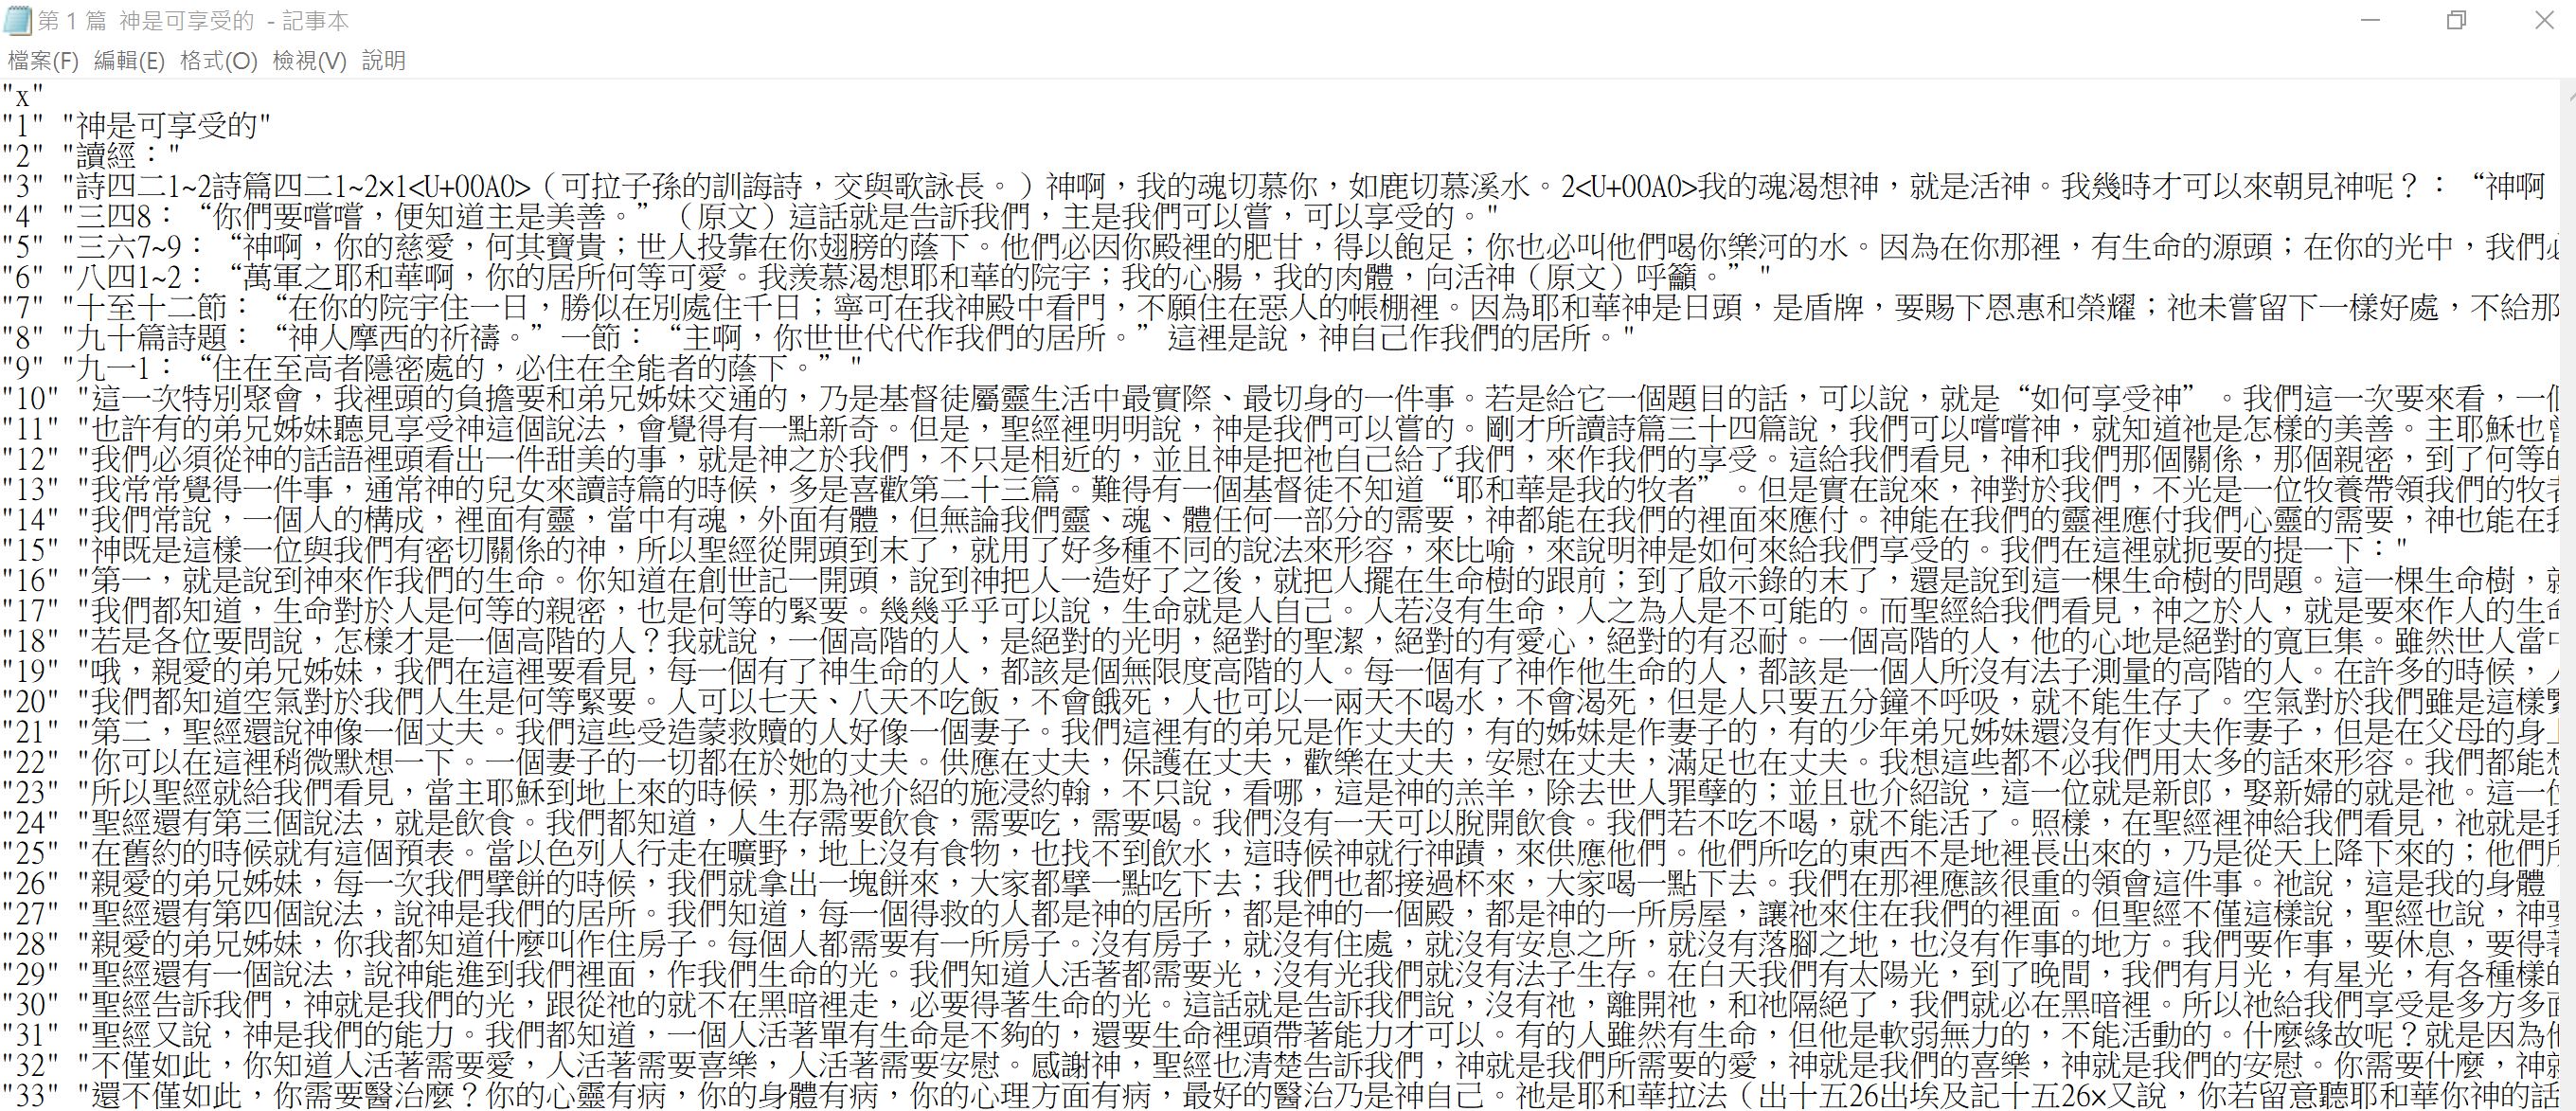 第 1 篇 神是可享受的 - 記事本
檔案(F) 編輯(E) 格式(O) 檢視(V) 說明
"x"
"1" "神是可享受的"
"2" "讀經："
"3" "詩四二1~2詩篇四二1~2×1<U+00A0>（可拉子孫的訓誨詩，交與歌詠長。）神啊，我的魂切慕你，如鹿切慕溪水。2<U+00A0>我的魂渴想神，就是活神。我幾時才可以來朝見神呢？：“神啊
"4" "三四8：“你們要嚐嚐，便知道主是美善。”（原文）這話就是告訴我們，主是我們可以嘗，可以享受的。"
"5" "三六7~9：“神啊，你的慈愛，何其寶貴；世人投靠在你翅膀的蔭下。他們必因你殿裡的肥甘，得以飽足；你也必叫他們喝你樂河的水。因為在你那裡，有生命的源頭；在你的光中，我們必
"6" "八四1~2：“萬軍之耶和華啊，你的居所何等可愛。我羨慕渴想耶和華的院宇；我的心腸，我的肉體，向活神（原文）呼籲。”"
"7" "十至十二節：“在你的院宇住一日，勝似在別處住千日；寧可在我神殿中看門，不願住在惡人的帳棚裡。因為耶和華神是日頭，是盾牌，要賜下恩惠和榮耀；祂未嘗留下一樣好處，不給那
"8" "九十篇詩題：“神人摩西的祈禱。”一節：“主啊，你世世代代作我們的居所。”這裡是說，神自己作我們的居所。"
"9" "九一1：“住在至高者隱密處的，必住在全能者的蔭下。”"
"10" "這一次特別聚會，我裡頭的負擔要和弟兄姊妹交通的，乃是基督徒屬靈生活中最實際、最切身的一件事。若是給它一個題目的話，可以說，就是“如何享受神”。我們這一次要來看，一個
"11" "也許有的弟兄姊妹聽見享受神這個說法，會覺得有一點新奇。但是，聖經裡明明說，神是我們可以嘗的。剛才所讀詩篇三十四篇說，我們可以嚐嚐神，就知道祂是怎樣的美善。主耶穌也曾
"12" "我們必須從神的話語裡頭看出一件甜美的事，就是神之於我們，不只是相近的，並且神是把祂自己給了我們，來作我們的享受。這給我們看見，神和我們那個關係，那個親密，到了何等的
"13" "我常常覺得一件事，通常神的兒女來讀詩篇的時候，多是喜歡第二十三篇。難得有一個基督徒不知道“耶和華是我的牧者”。但是實在說來，神對於我們，不光是一位牧養帶領我們的牧者
"14" "我們常說，一個人的構成，裡面有靈，當中有魂，外面有體，但無論我們靈、魂、體任何一部分的需要，神都能在我們的裡面來應付。神能在我們的靈裡應付我們心靈的需要，神也能在我
"15" "神既是這樣一位與我們有密切關係的神，所以聖經從開頭到末了，就用了好多種不同的說法來形容，來比喻，來說明神是如何來給我們享受的。我們在這裡就扼要的提一下："
"16" "第一，就是說到神來作我們的生命。你知道在創世記一開頭，說到神把人一造好了之後，就把人擺在生命樹的跟前；到了啟示錄的末了，還是說到這一棵生命樹的問題。這一棵生命樹，就
"17" "我們都知道，生命對於人是何等的親密，也是何等的緊要。幾幾乎乎可以說，生命就是人自己。人若沒有生命，人之為人是不可能的。而聖經給我們看見，神之於人，就是要來作人的生命
"18" "若是各位要問說，怎樣才是一個高階的人？我就說，一個高階的人，是絕對的光明，絕對的聖潔，絕對的有愛心，絕對的有忍耐。一個高階的人，他的心地是絕對的寬巨集。雖然世人當中
"19" "哦，親愛的弟兄姊妹，我們在這裡要看見，每一個有了神生命的人，都該是個無限度高階的人。每一個有了神作他生命的人，都該是一個人所沒有法子測量的高階的人。在許多的時候，人
"20" "我們都知道空氣對於我們人生是何等緊要。人可以七天、八天不吃飯，不會餓死，人也可以一兩天不喝水，不會渴死，但是人只要五分鐘不呼吸，就不能生存了。空氣對於我們雖是這樣緊
"21" "第二，聖經還說神像一個丈夫。我們這些受造蒙救贖的人好像一個妻子。我們這裡有的弟兄是作丈夫的，有的姊妹是作妻子的，有的少年弟兄姊妹還沒有作丈夫作妻子，但是在父母的身上
"22" "你可以在這裡稍微默想一下。一個妻子的一切都在於她的丈夫。供應在丈夫，保護在丈夫，歡樂在丈夫，安慰在丈夫，滿足也在丈夫。我想這些都不必我們用太多的話來形容。我們都能想
"23" "所以聖經就給我們看見，當主耶穌到地上來的時候，那為祂介紹的施浸約翰，不只說，看哪，這是神的羔羊，除去世人罪孽的；並且也介紹說，這一位就是新郎，娶新婦的就是祂。這一位
"24" "聖經還有第三個說法，就是飲食。我們都知道，人生存需要飲食，需要吃，需要喝。我們沒有一天可以脫開飲食。我們若不吃不喝，就不能活了。照樣，在聖經裡神給我們看見，祂就是我
"25" "在舊約的時候就有這個預表。當以色列人行走在曠野，地上沒有食物，也找不到飲水，這時候神就行神蹟，來供應他們。他們所吃的東西不是地裡長出來的，乃是從天上降下來的；他們所
"26" "親愛的弟兄姊妹，每一次我們擘餅的時候，我們就拿出一塊餅來，大家都擘一點吃下去；我們也都接過杯來，大家喝一點下去。我們在那裡應該很重的領會這件事。祂說，這是我的身體，
"27" "聖經還有第四個說法，說神是我們的居所。我們知道，每一個得救的人都是神的居所，都是神的一個殿，都是神的一所房屋，讓祂來住在我們的裡面。但聖經不僅這樣說，聖經也說，神要
"28" "親愛的弟兄姊妹，你我都知道什麼叫作住房子。每個人都需要有一所房子。沒有房子，就沒有住處，就沒有安息之所，就沒有落腳之地，也沒有作事的地方。我們要作事，要休息，要得著
"29" "聖經還有一個說法，說神能進到我們裡面，作我們生命的光。我們知道人活著都需要光，沒有光我們就沒有法子生存。在白天我們有太陽光，到了晚間，我們有月光，有星光，有各種樣的
"30" "聖經告訴我們，神就是我們的光，跟從祂的就不在黑暗裡走，必要得著生命的光。這話就是告訴我們說，沒有祂，離開祂，和祂隔絕了，我們就必在黑暗裡。所以祂給我們享受是多方多面
"31" "聖經又說，神是我們的能力。我們都知道，一個人活著單有生命是不夠的，還要生命裡頭帶著能力才可以。有的人雖然有生命，但他是軟弱無力的，不能活動的。什麼緣故呢？就是因為他
"32" "不僅如此，你知道人活著需要愛，人活著需要喜樂，人活著需要安慰。感謝神，聖經也清楚告訴我們，神就是我們所需要的愛，神就是我們的喜樂，神就是我們的安慰。你需要什麼，神就
"33" "還不僅如此，你需要醫治麼？你的心靈有病，你的身體有病，你的心理方面有病，最好的醫治乃是神自己。祂是耶和華拉法（出十五26出埃及記十五26×又說，你若留意聽耶和華你神的話